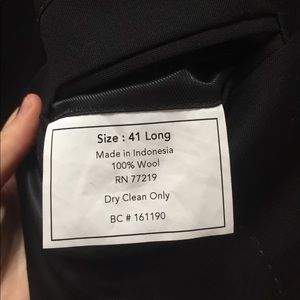 Size : 41 Long
Made in Indonesia
100% Wool
RN 77219
Dry Clean Only
BC # 161190